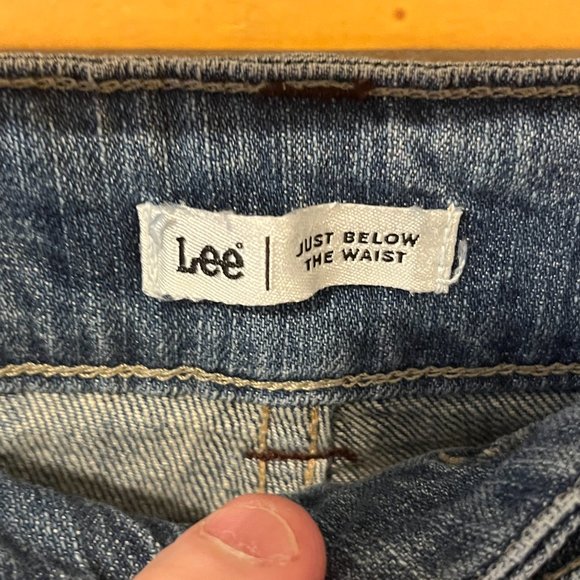 Lee® | JUST BELOW
THE WAIST